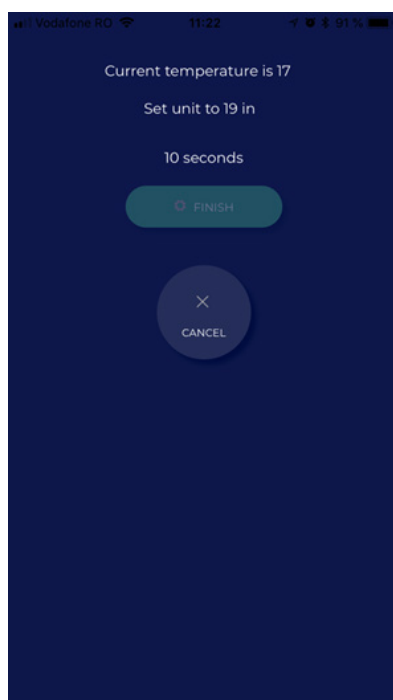 Vodafone RO 11:22 91 %
Current temperature is 17
Set unit to 19 in
10 seconds
FINISH
CANCEL